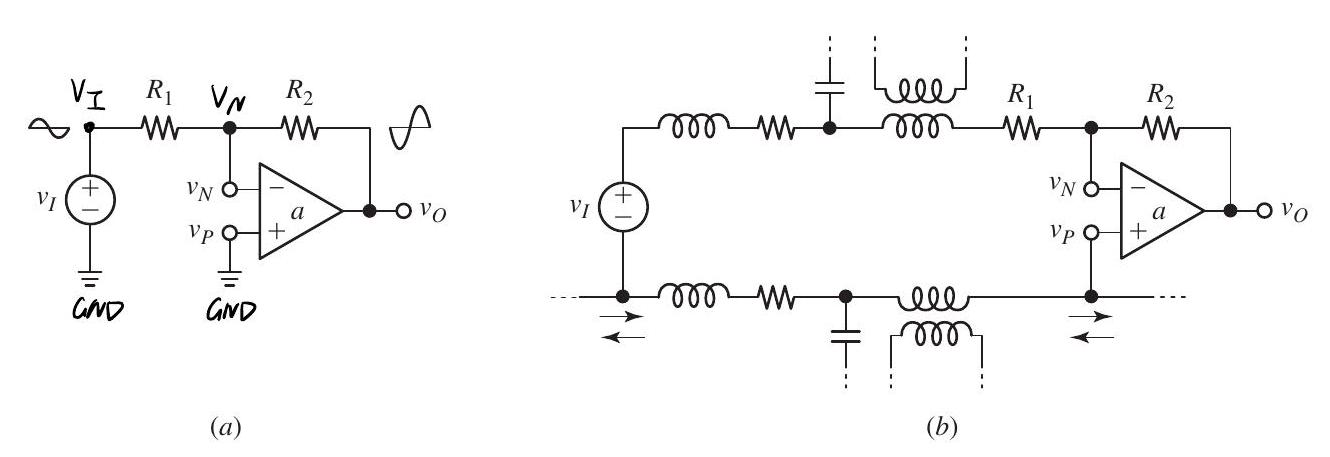 V_I R_1 V_N R_2
v_I + − v_N − a v_P + v_O
GND GND
(a)
R_1 R_2
v_I + − v_N − a v_P + v_O
(b)